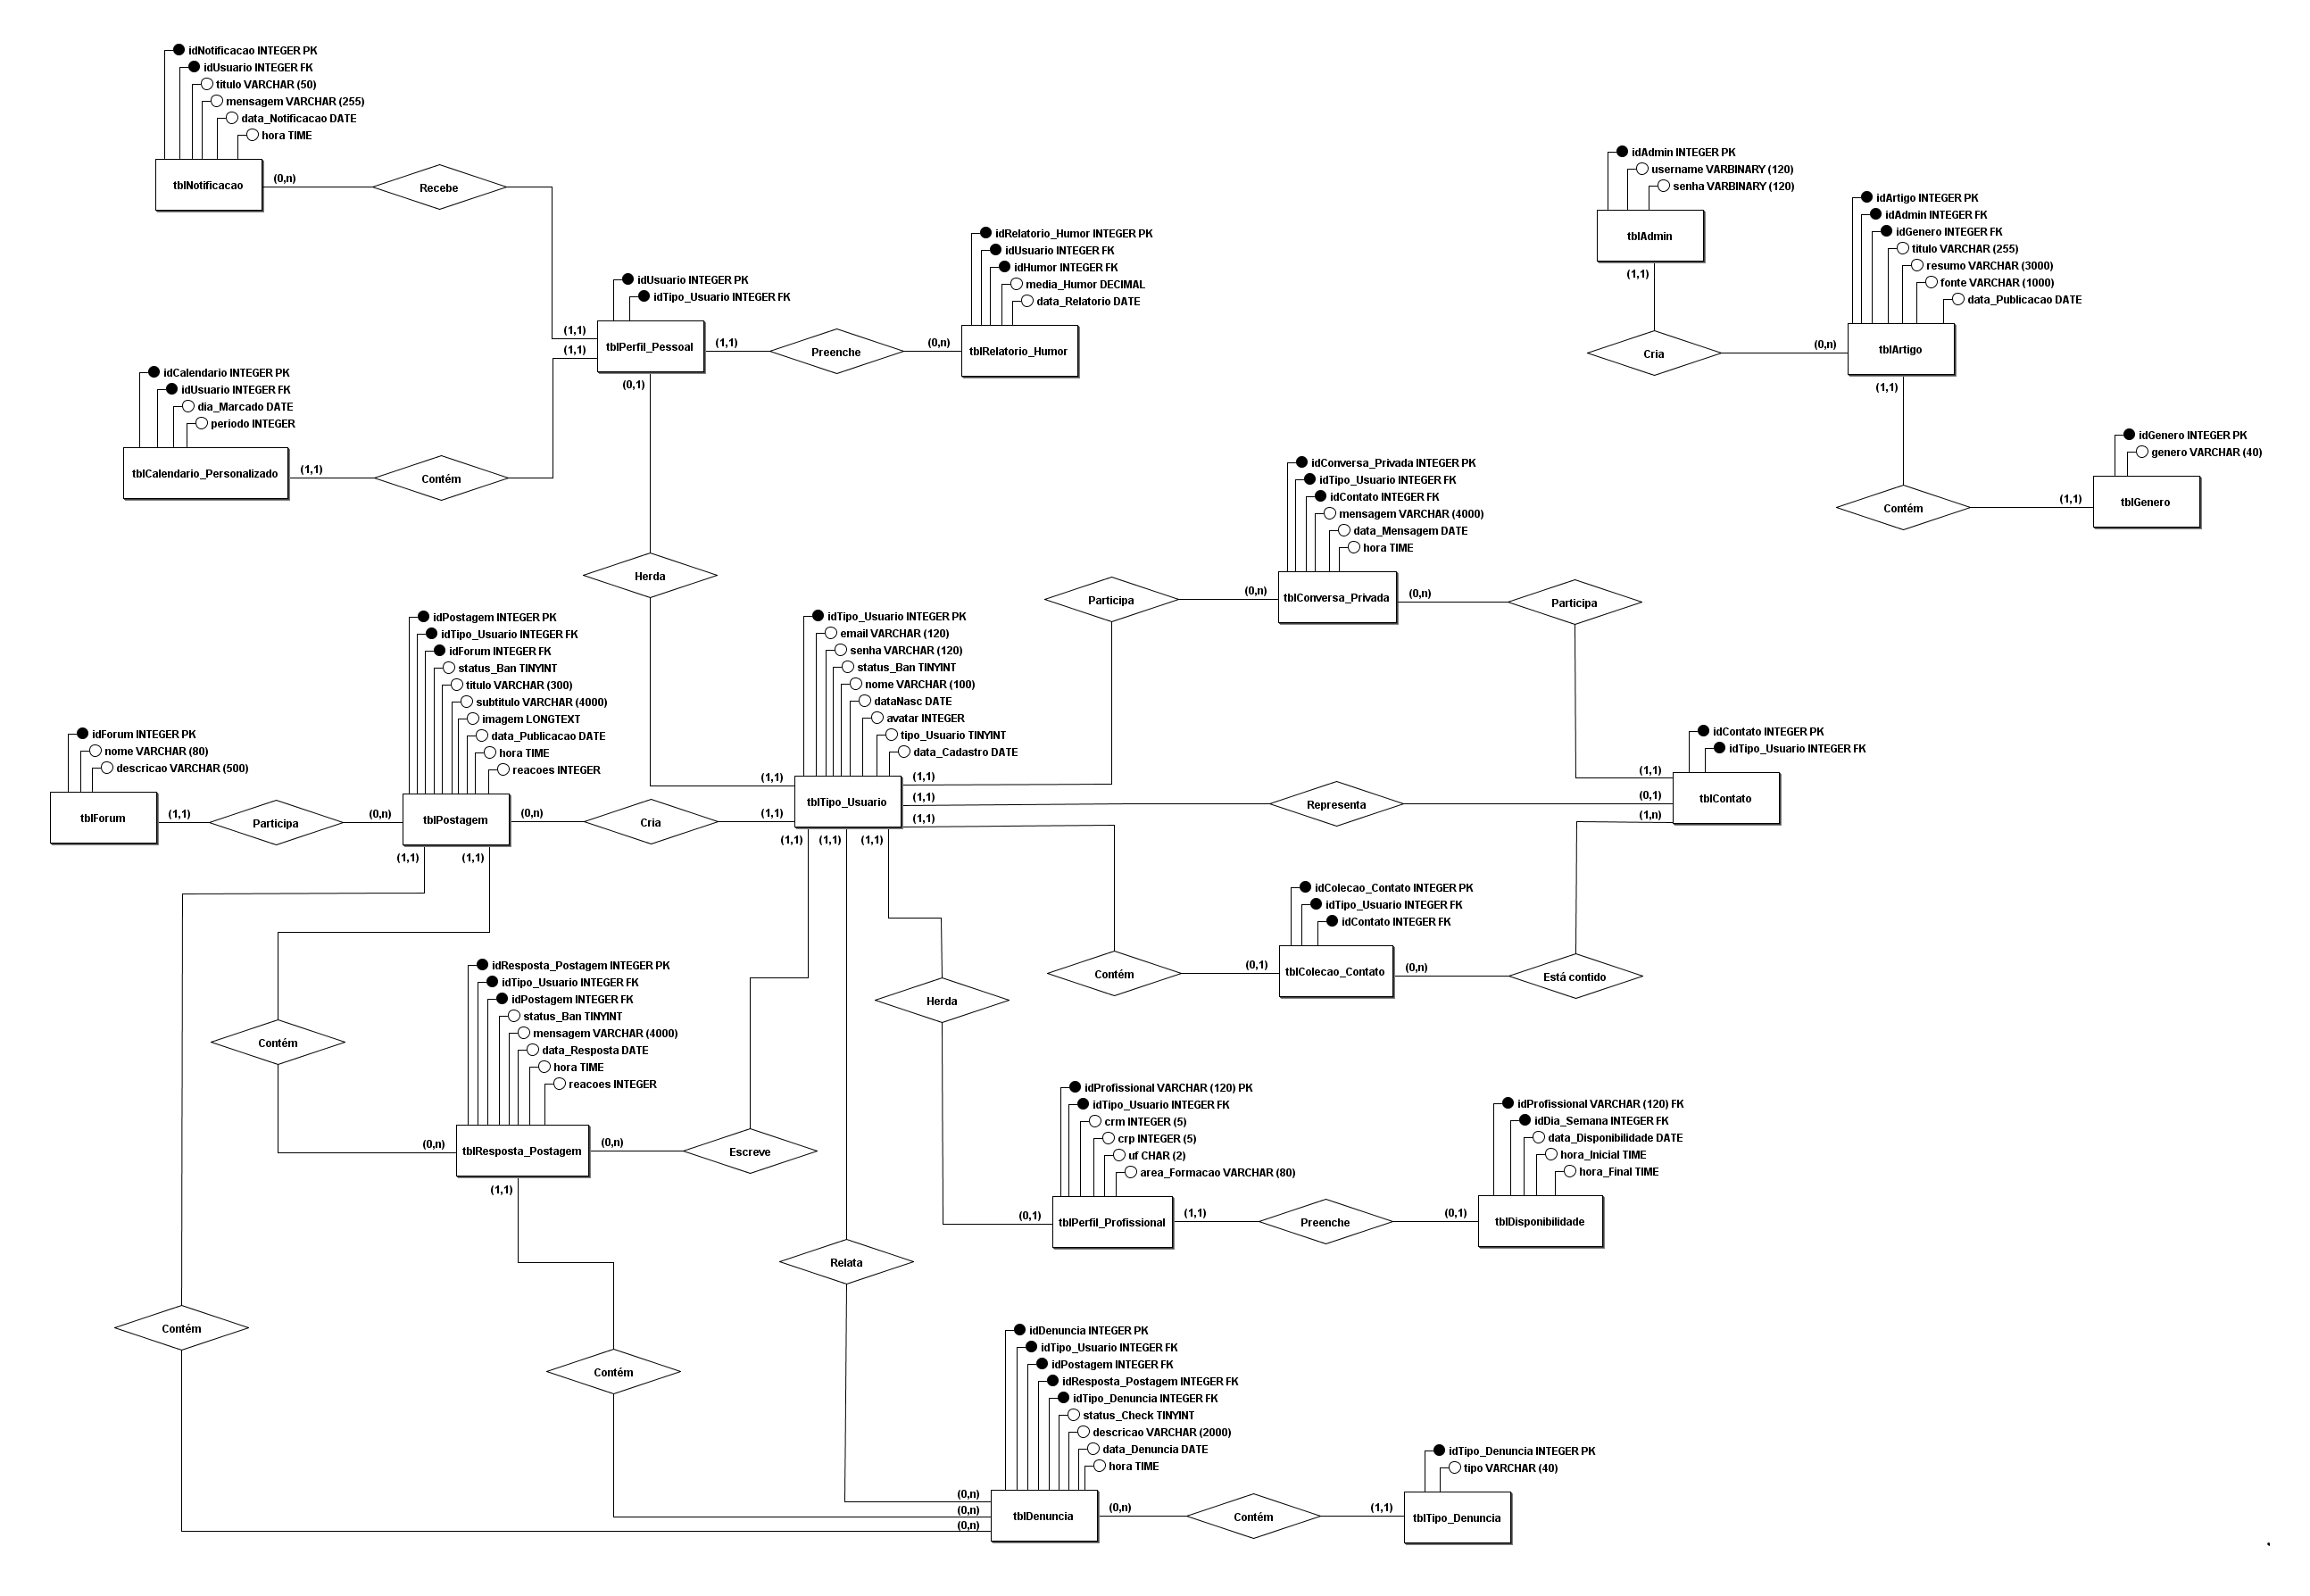 idNotificacao INTEGER PK
idUsuario INTEGER FK
titulo VARCHAR (50)
mensagem VARCHAR (255)
data_Notificacao DATE
hora TIME
tblNotificacao
(0,n)
Recebe
(1,1)
idCalendario INTEGER PK
idUsuario INTEGER FK
dia_Marcado DATE
periodo INTEGER
tblCalendario_Personalizado
(1,1)
Contém
(1,1)
idUsuario INTEGER PK
idTipo_Usuario INTEGER FK
tblPerfil_Pessoal
(1,1)
Preenche
(0,n)
idRelatorio_Humor INTEGER PK
idUsuario INTEGER FK
idHumor INTEGER FK
media_Humor DECIMAL
data_Relatorio DATE
tblRelatorio_Humor
(0,1)
Herda
(1,1)
idAdmin INTEGER PK
username VARBINARY (120)
senha VARBINARY (120)
tblAdmin
(1,1)
Cria
(0,n)
idArtigo INTEGER PK
idAdmin INTEGER FK
idGenero INTEGER FK
titulo VARCHAR (255)
resumo VARCHAR (3000)
fonte VARCHAR (1000)
data_Publicacao DATE
tblArtigo
(1,1)
Contém
(1,1)
idGenero INTEGER PK
genero VARCHAR (40)
tblGenero
idConversa_Privada INTEGER PK
idTipo_Usuario INTEGER FK
idContato INTEGER FK
mensagem VARCHAR (4000)
data_Mensagem DATE
hora TIME
tblConversa_Privada
(0,n)
Participa
(1,1)
(0,n)
Participa
(1,1)
idTipo_Usuario INTEGER PK
email VARCHAR (120)
senha VARCHAR (120)
status_Ban TINYINT
nome VARCHAR (100)
dataNasc DATE
avatar INTEGER
tipo_Usuario TINYINT
data_Cadastro DATE
tblTipo_Usuario
(1,1)
Representa
(0,1)
idContato INTEGER PK
idTipo_Usuario INTEGER FK
tblContato
(1,n)
Está contido
(0,n)
idColecao_Contato INTEGER PK
idTipo_Usuario INTEGER FK
idContato INTEGER FK
tblColecao_Contato
(0,1)
Contém
(1,1)
idForum INTEGER PK
nome VARCHAR (80)
descricao VARCHAR (500)
tblForum
(1,1)
Participa
(0,n)
idPostagem INTEGER PK
idTipo_Usuario INTEGER FK
idForum INTEGER FK
status_Ban TINYINT
titulo VARCHAR (300)
subtitulo VARCHAR (4000)
imagem LONGTEXT
data_Publicacao DATE
hora TIME
reacoes INTEGER
tblPostagem
(0,n)
Cria
(1,1)
(1,1)
(1,1)
(1,1)
(1,1)
(1,1)
idResposta_Postagem INTEGER PK
idTipo_Usuario INTEGER FK
idPostagem INTEGER FK
status_Ban TINYINT
mensagem VARCHAR (4000)
data_Resposta DATE
hora TIME
reacoes INTEGER
tblResposta_Postagem
Contém
(0,n)
(0,n)
Escreve
(1,1)
Herda
(0,1)
idProfissional VARCHAR (120) PK
idTipo_Usuario INTEGER FK
crm INTEGER (5)
crp INTEGER (5)
uf CHAR (2)
area_Formacao VARCHAR (80)
tblPerfil_Profissional
(1,1)
Preenche
(0,1)
idProfissional VARCHAR (120) FK
idDia_Semana INTEGER FK
data_Disponibilidade DATE
hora_Inicial TIME
hora_Final TIME
tblDisponibilidade
Relata
Contém
Contém
idDenuncia INTEGER PK
idTipo_Usuario INTEGER FK
idPostagem INTEGER FK
idResposta_Postagem INTEGER FK
idTipo_Denuncia INTEGER FK
status_Check TINYINT
descricao VARCHAR (2000)
data_Denuncia DATE
hora TIME
(0,n)
(0,n)
(0,n)
tblDenuncia
(0,n)
Contém
(1,1)
idTipo_Denuncia INTEGER PK
tipo VARCHAR (40)
tblTipo_Denuncia